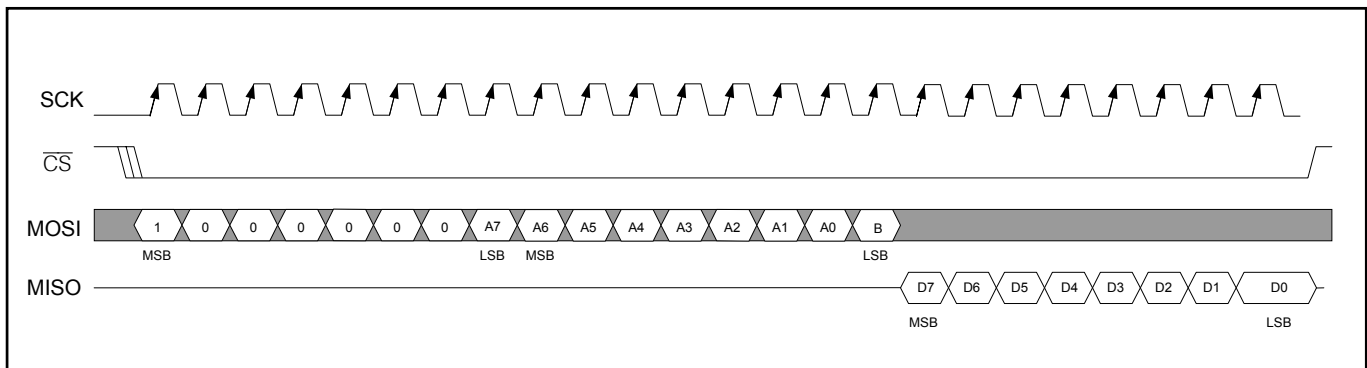 SCK
CS
MOSI 1 0 0 0 0 0 0 A7 A6 A5 A4 A3 A2 A1 A0 B
MSB LSB MSB LSB
MISO D7 D6 D5 D4 D3 D2 D1 D0
MSB LSB